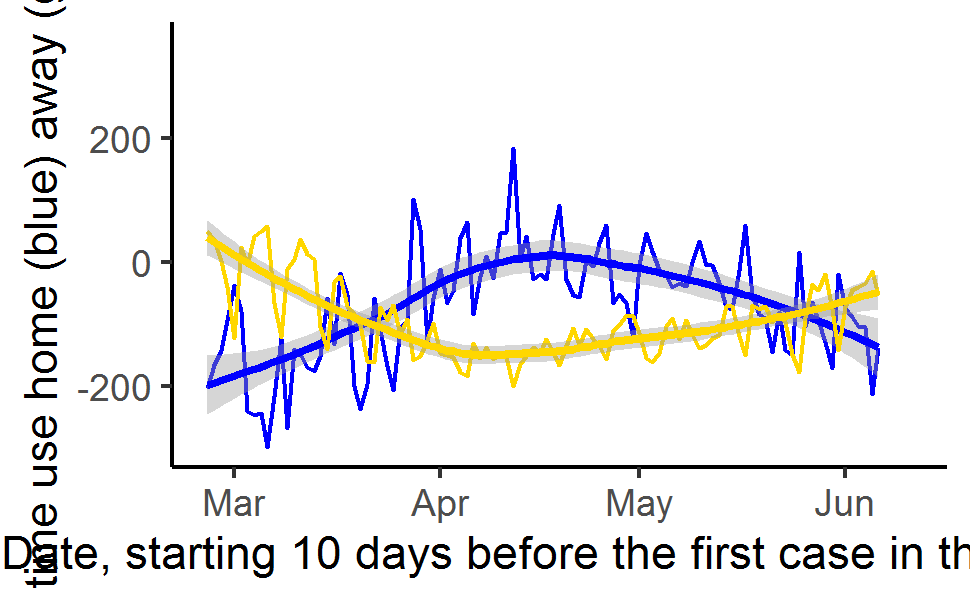 time use home (blue) away (
200
0
-200
Mar Apr May Jun
Date, starting 10 days before the first case in th